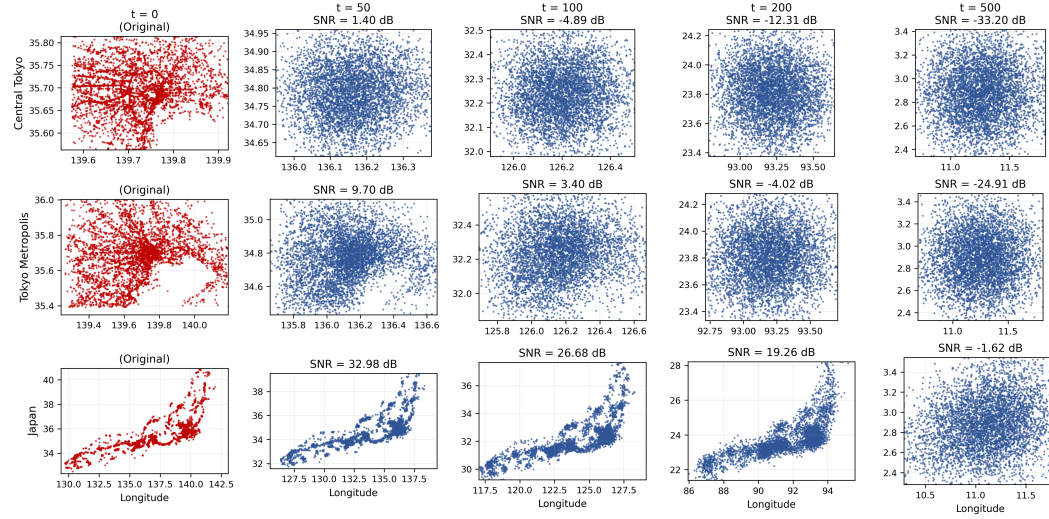 t = 0
(Original)
t = 50
SNR = 1.40 dB
t = 100
SNR = -4.89 dB
t = 200
SNR = -12.31 dB
t = 500
SNR = -33.20 dB
Central Tokyo
35.80
35.75
35.70
35.65
35.60
139.6 139.7 139.8 139.9
34.95
34.90
34.85
34.80
34.75
34.70
34.65
136.0 136.1 136.2 136.3
32.5
32.4
32.3
32.2
32.1
32.0
126.0 126.2 126.4
24.2
24.0
23.8
23.6
23.4
93.00 93.25 93.50
3.4
3.2
3.0
2.8
2.6
2.4
11.0 11.5
(Original)
SNR = 9.70 dB
SNR = 3.40 dB
SNR = -4.02 dB
SNR = -24.91 dB
Tokyo Metropolis
36.0
35.8
35.6
35.4
139.4 139.6 139.8 140.0
35.0
34.8
34.6
135.8 136.0 136.2 136.4 136.6
32.4
32.2
32.0
125.8 126.0 126.2 126.4 126.6
24.2
24.0
23.8
23.6
23.4
92.75 93.00 93.25 93.50
3.4
3.2
3.0
2.8
2.6
2.4
11.0 11.5
(Original)
SNR = 32.98 dB
SNR = 26.68 dB
SNR = 19.26 dB
SNR = -1.62 dB
Japan
40
38
36
34
130.0 132.5 135.0 137.5 140.0 142.5
Longitude
38
36
34
32
127.5 130.0 132.5 135.0 137.5
Longitude
36
34
32
30
117.5 120.0 122.5 125.0 127.5
Longitude
28
26
24
22
86 88 90 92 94
Longitude
3.4
3.2
3.0
2.8
2.6
2.4
10.5 11.0 11.5
Longitude